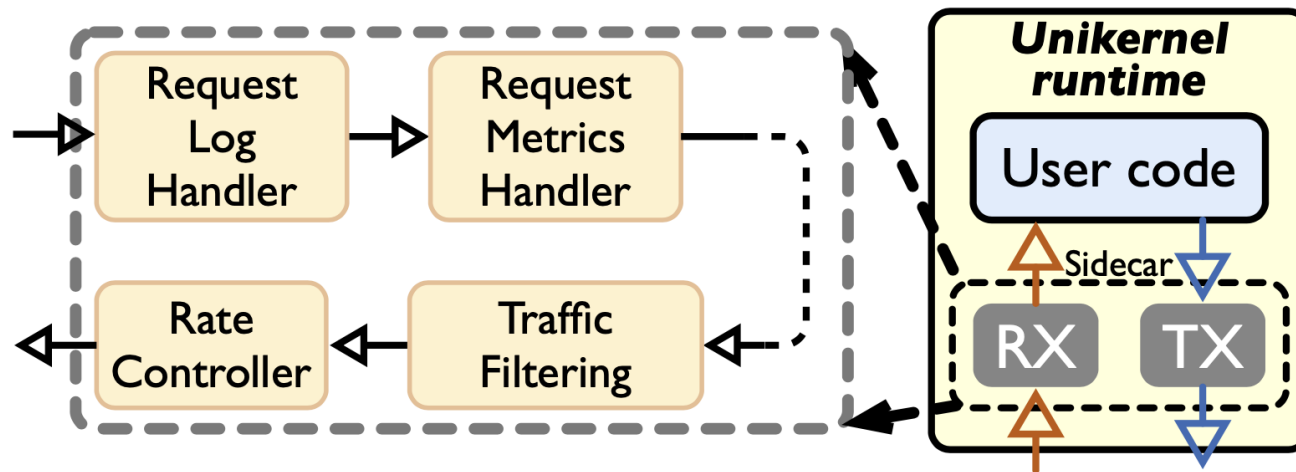 Request
Log
Handler
Request
Metrics
Handler
Rate
Controller
Traffic
Filtering
Unikernel
runtime
User code
Sidecar
RX
TX